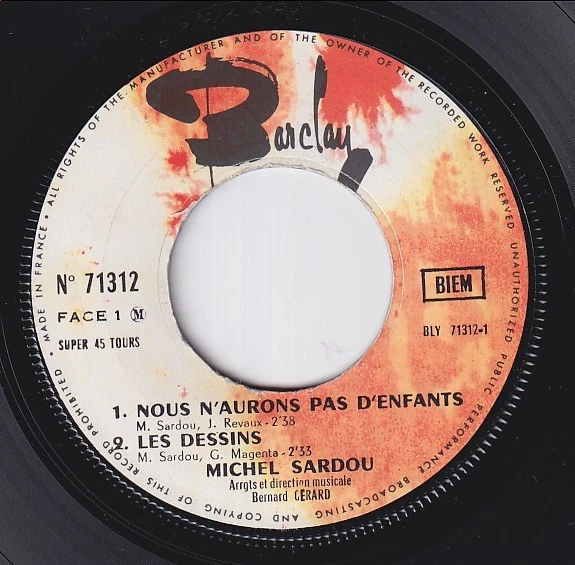 ALL RIGHTS OF THE MANUFACTURER AND OF THE OWNER OF THE RECORDED WORK RESERVED UNAUTHORIZED PUBLIC PERFORMANCE BROADCASTING AND COPYING OF THIS RECORD PROHIBITED • MADE IN FRANCE •
Barclay
N° 71312
FACE 1 M
SUPER 45 TOURS
BIEM
BLY 71312-1
1. NOUS N'AURONS PAS D'ENFANTS
M. Sardou, J. Revaux - 2'38
2. LES DESSINS
M. Sardou, G. Magenta - 2'33
MICHEL SARDOU
Arrgts et direction musicale
Bernard GÉRARD